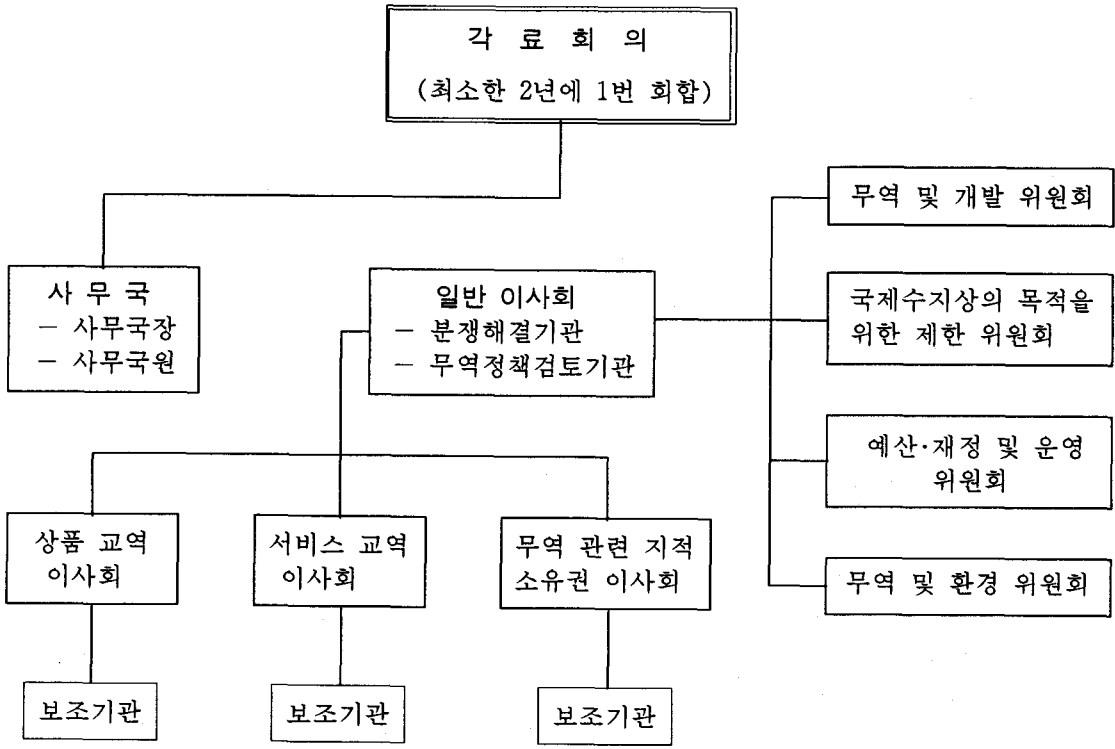 각 료 회 의
(최소한 2년에 1번 회합)
사 무 국
— 사무국장
— 사무국원
일반 이사회
— 분쟁해결기관
— 무역정책검토기관
무역 및 개발 위원회
국제수지상의 목적을
위한 제한 위원회
예산·재정 및 운영
위원회
무역 및 환경 위원회
상품 교역
이사회
서비스 교역
이사회
무역 관련 지적
소유권 이사회
보조기관
보조기관
보조기관